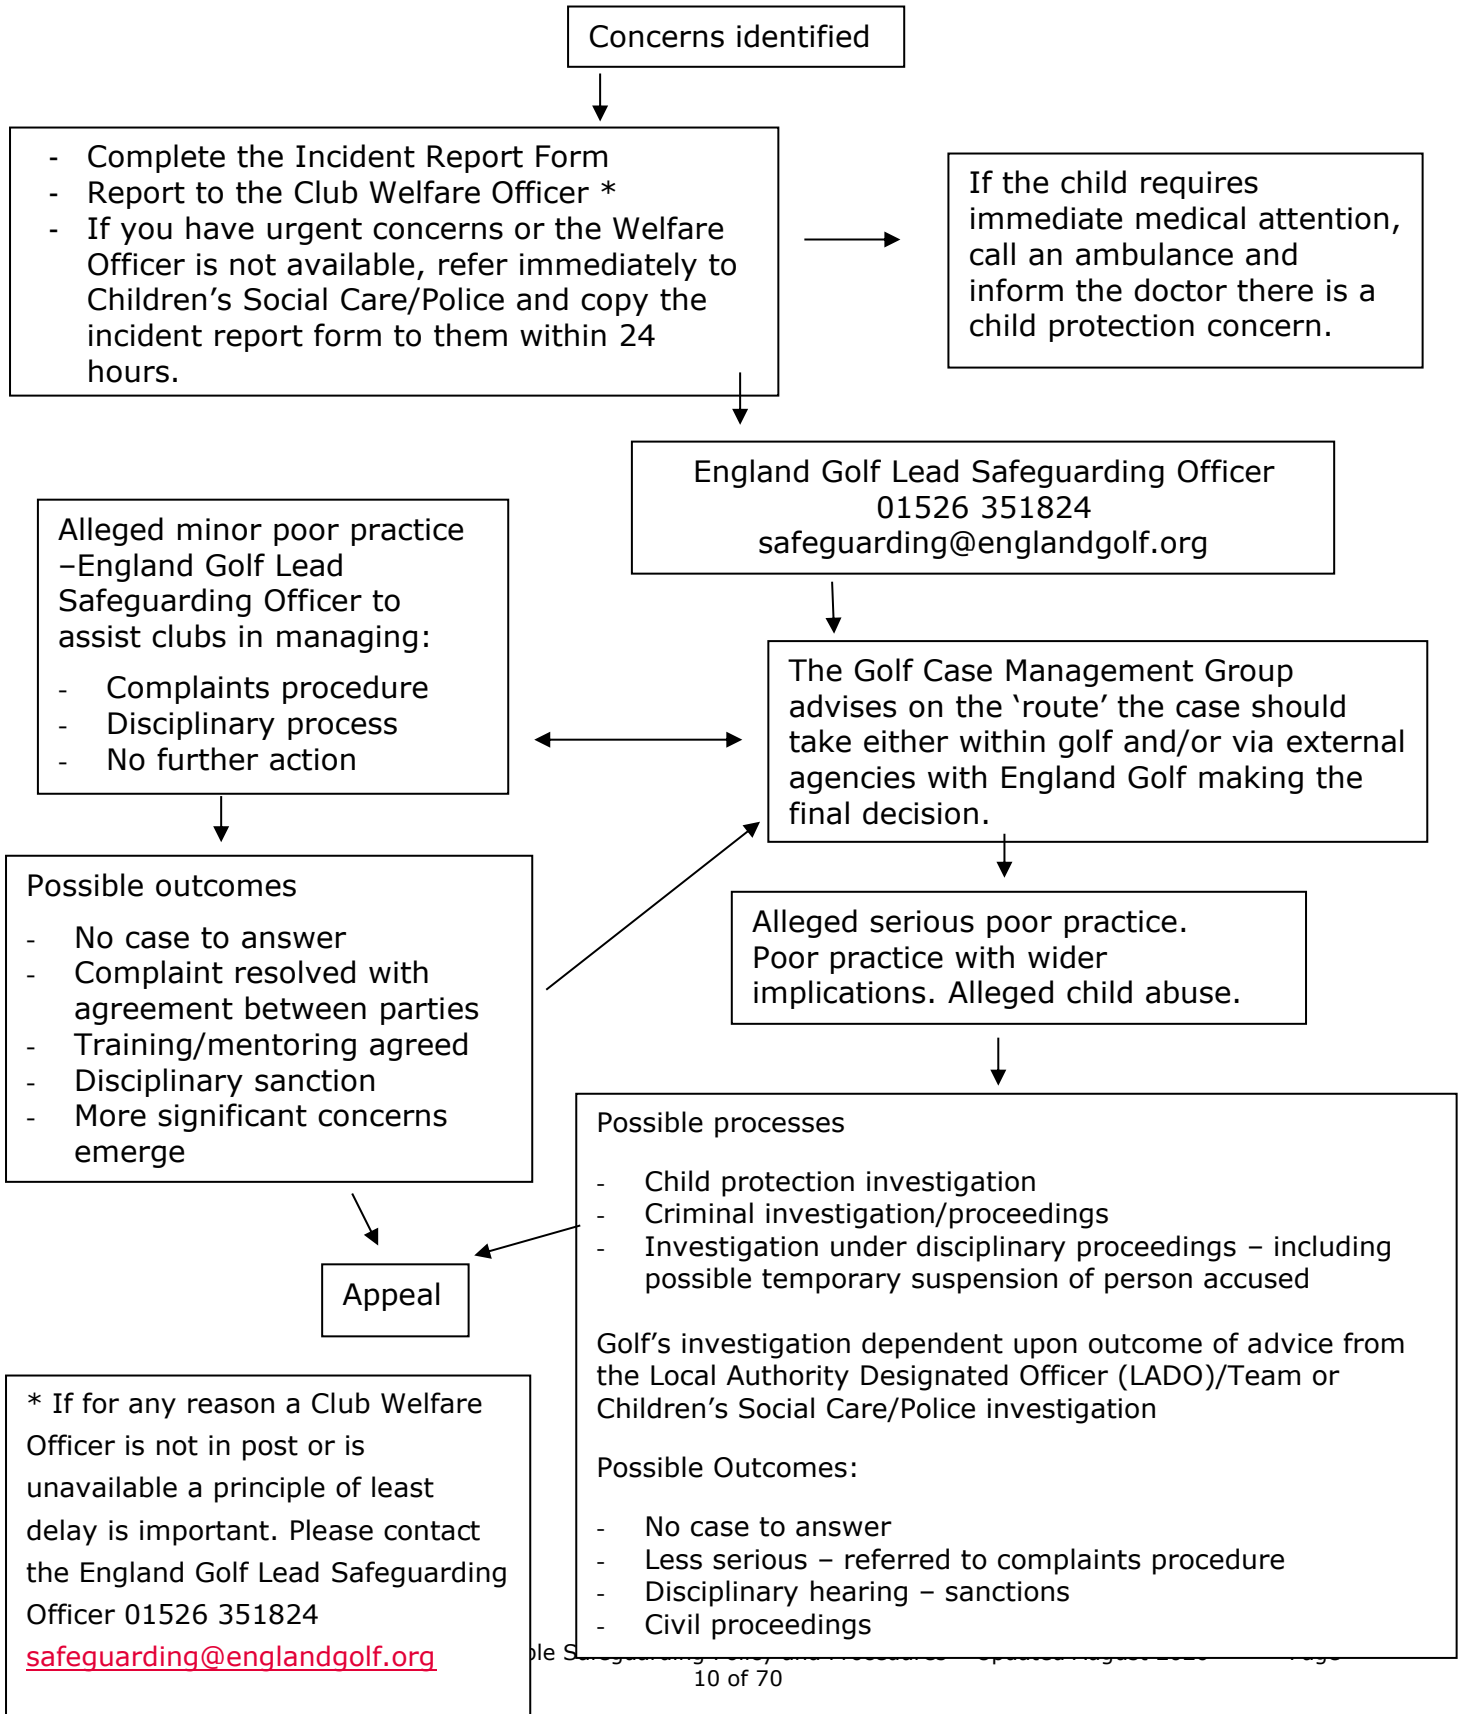 Concerns identified
- Complete the Incident Report Form
- Report to the Club Welfare Officer *
- If you have urgent concerns or the Welfare
Officer is not available, refer immediately to
Children’s Social Care/Police and copy the
incident report form to them within 24
hours.
If the child requires
immediate medical attention,
call an ambulance and
inform the doctor there is a
child protection concern.
England Golf Lead Safeguarding Officer
01526 351824
safeguarding@englandgolf.org
Alleged minor poor practice
–England Golf Lead
Safeguarding Officer to
assist clubs in managing:
- Complaints procedure
- Disciplinary process
- No further action
The Golf Case Management Group
advises on the ‘route’ the case should
take either within golf and/or via external
agencies with England Golf making the
final decision.
Possible outcomes
- No case to answer
- Complaint resolved with
agreement between parties
- Training/mentoring agreed
- Disciplinary sanction
- More significant concerns
emerge
Alleged serious poor practice.
Poor practice with wider
implications. Alleged child abuse.
Possible processes
- Child protection investigation
- Criminal investigation/proceedings
- Investigation under disciplinary proceedings – including
possible temporary suspension of person accused
Golf’s investigation dependent upon outcome of advice from
the Local Authority Designated Officer (LADO)/Team or
Children’s Social Care/Police investigation
Possible Outcomes:
- No case to answer
- Less serious – referred to complaints procedure
- Disciplinary hearing – sanctions
- Civil proceedings
Appeal
* If for any reason a Club Welfare
Officer is not in post or is
unavailable a principle of least
delay is important. Please contact
the England Golf Lead Safeguarding
Officer 01526 351824
safeguarding@englandgolf.org
10 of 70